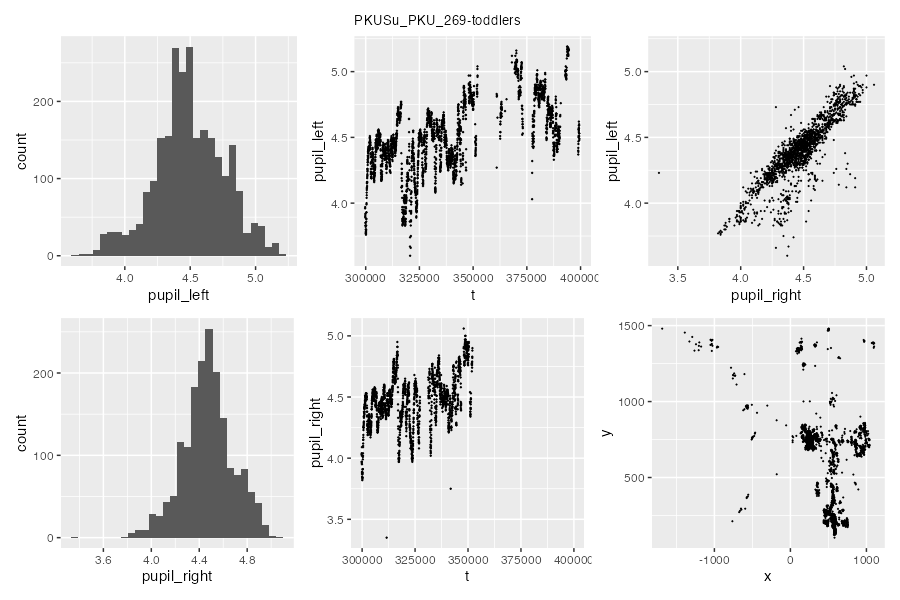 PKUSu_PKU_269-toddlers
count
200
100
0
4.0 4.5 5.0
pupil_left
pupil_left
5.0
4.5
4.0
300000 325000 350000 375000 400000
t
pupil_left
5.0
4.5
4.0
3.5 4.0 4.5 5.0
pupil_right
count
200
100
0
3.6 4.0 4.4 4.8
pupil_right
pupil_right
5.0
4.5
4.0
3.5
300000 325000 350000 375000 400000
t
y
1500
1000
500
-1000 0 1000
x